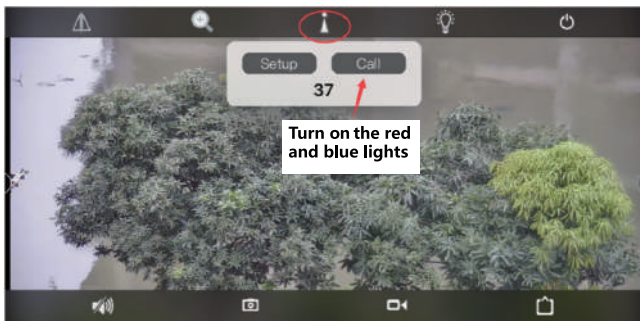 Setup
Call
37
Turn on the red
and blue lights